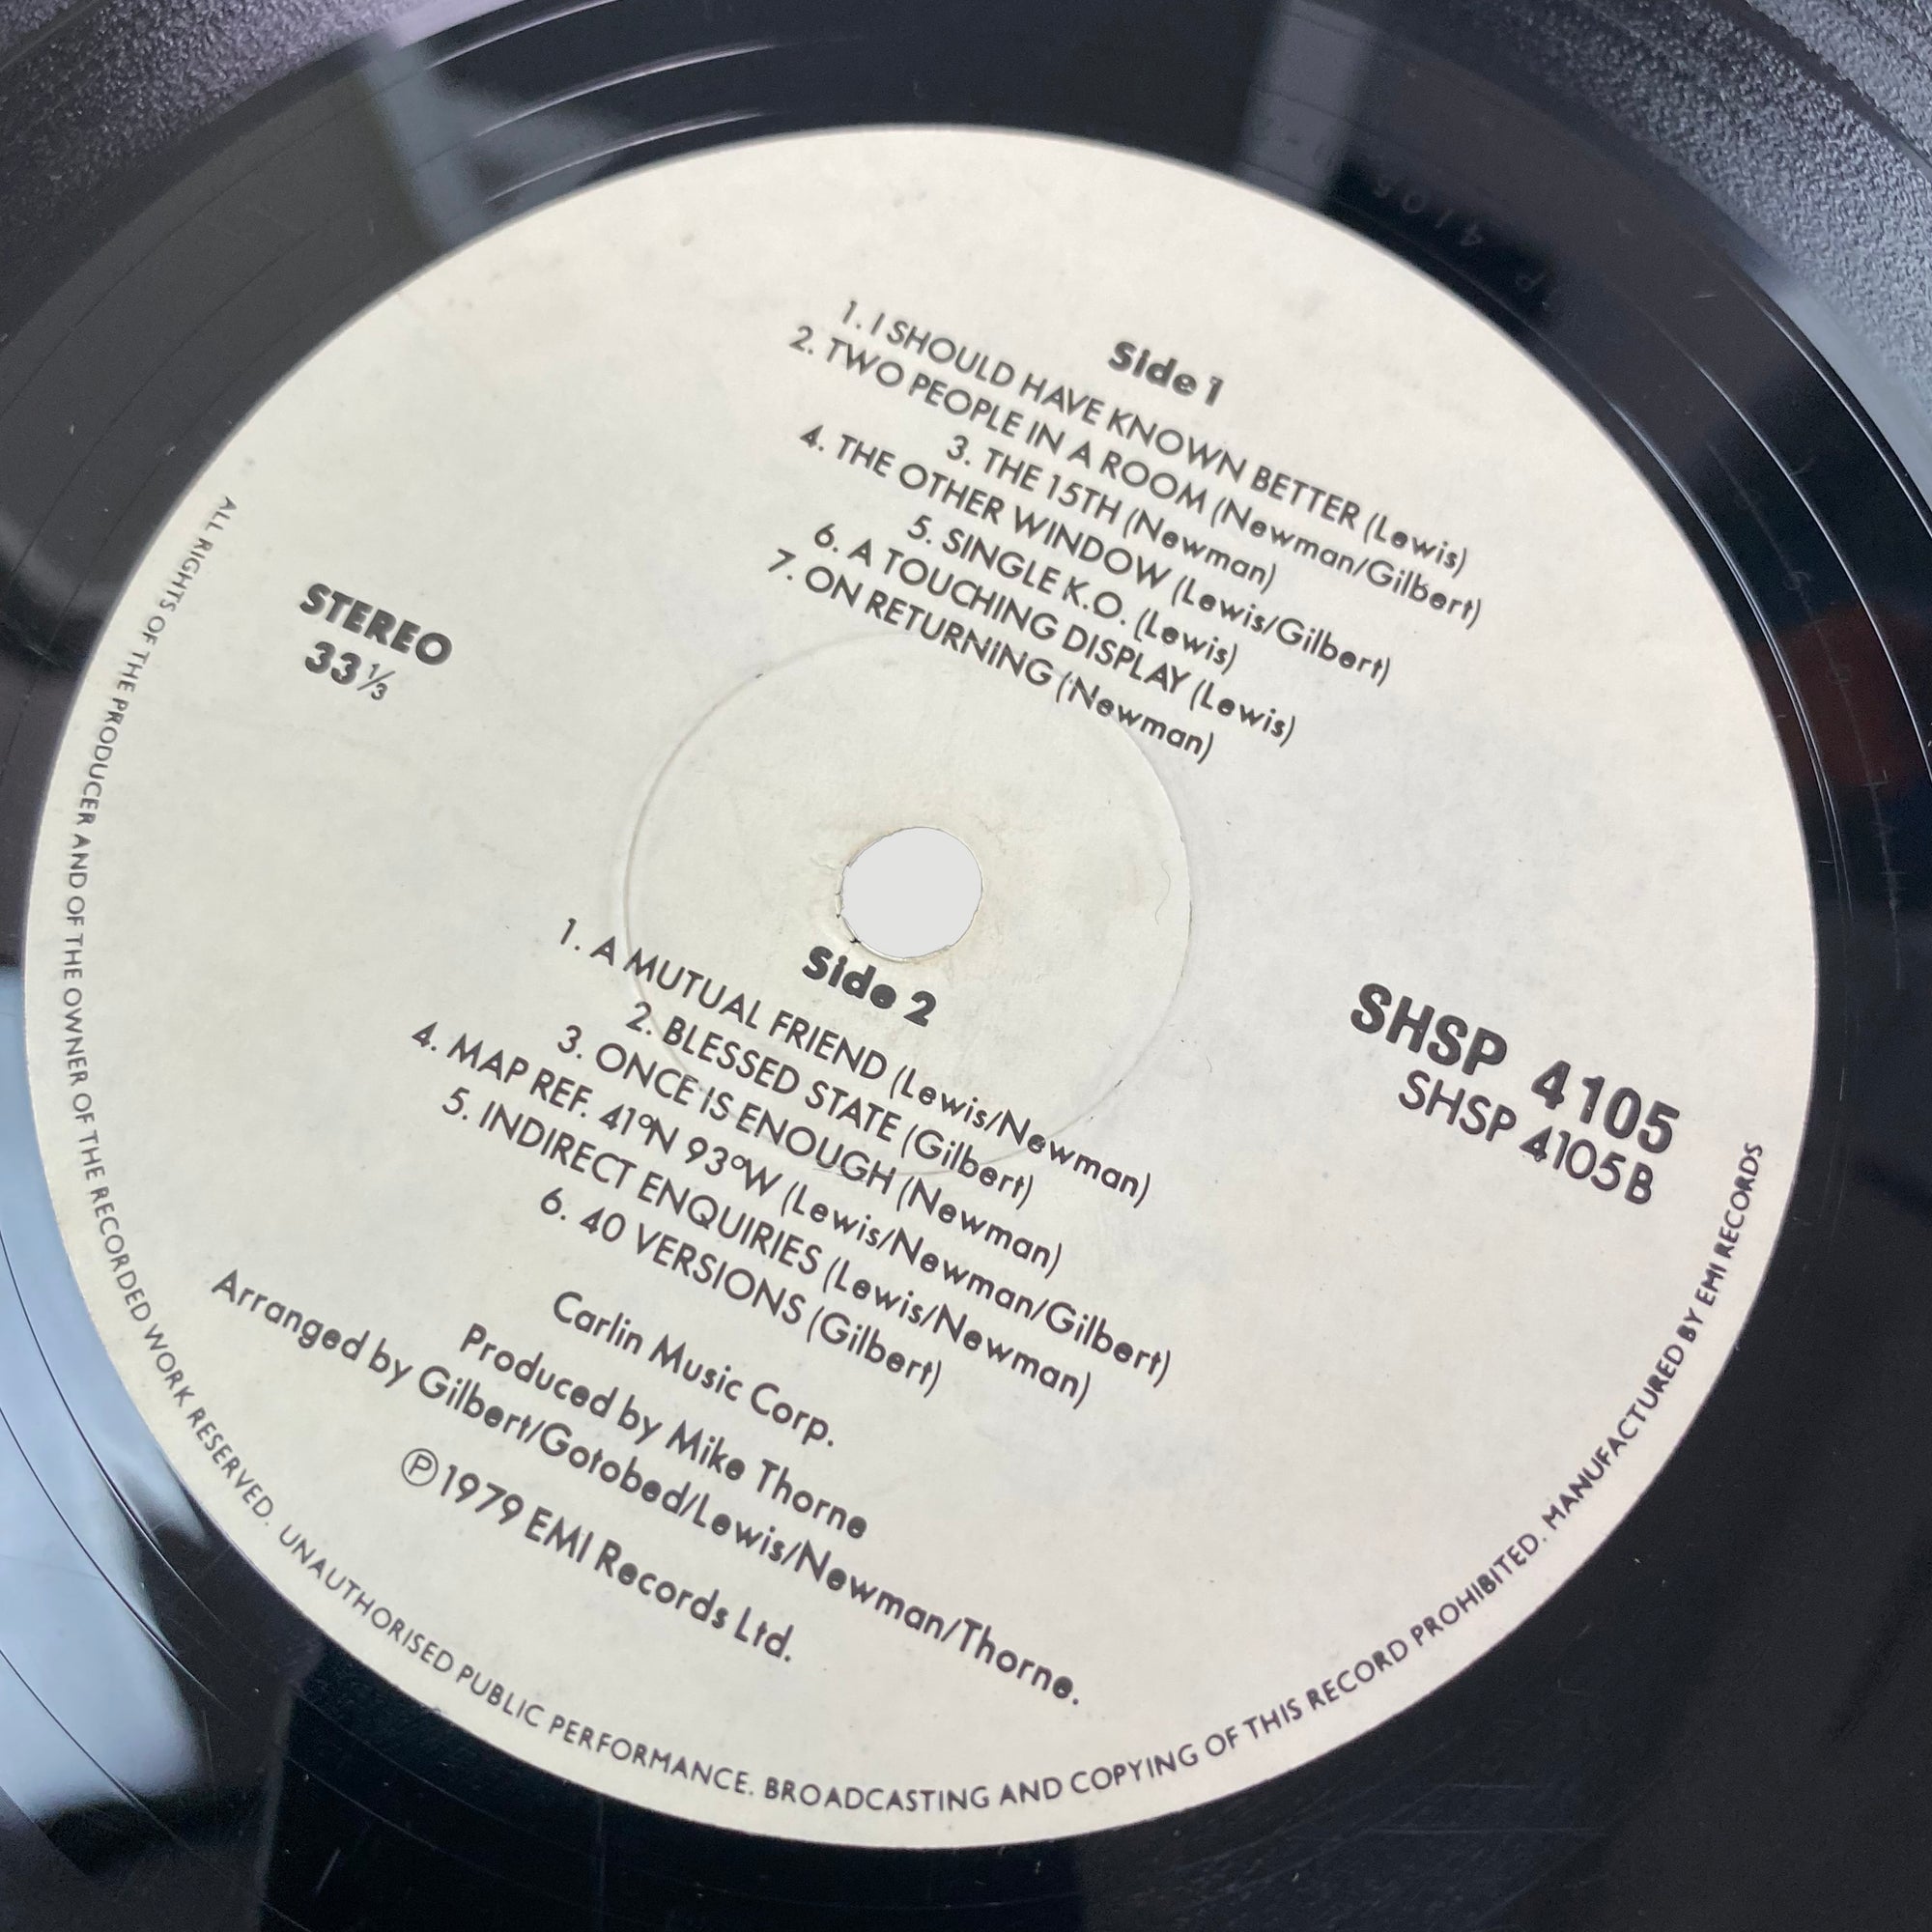 Side 1
1. I SHOULD HAVE KNOWN BETTER (Lewis)
2. TWO PEOPLE IN A ROOM (Newman/Gilbert)
3. THE 15TH (Newman)
4. THE OTHER WINDOW (Lewis/Gilbert)
5. SINGLE K.O. (Lewis)
6. A TOUCHING DISPLAY (Lewis)
7. ON RETURNING (Newman)
STEREO
33⅓
Side 2
1. A MUTUAL FRIEND (Lewis/Newman)
2. BLESSED STATE (Gilbert)
3. ONCE IS ENOUGH (Newman)
4. MAP REF. 41ºN 93ºW (Lewis/Newman/Gilbert)
5. INDIRECT ENQUIRIES (Lewis/Newman)
6. 40 VERSIONS (Gilbert)
SHSP 4105
SHSP 4105B
Carlin Music Corp.
Produced by Mike Thorne
Arranged by Gilbert/Gotobed/Lewis/Newman/Thorne.
℗1979 EMI Records Ltd.
ALL RIGHTS OF THE PRODUCER AND OF THE OWNER OF THE RECORDED WORK RESERVED. UNAUTHORISED PUBLIC PERFORMANCE. BROADCASTING AND COPYING OF THIS RECORD PROHIBITED. MANUFACTURED BY EMI RECORDS